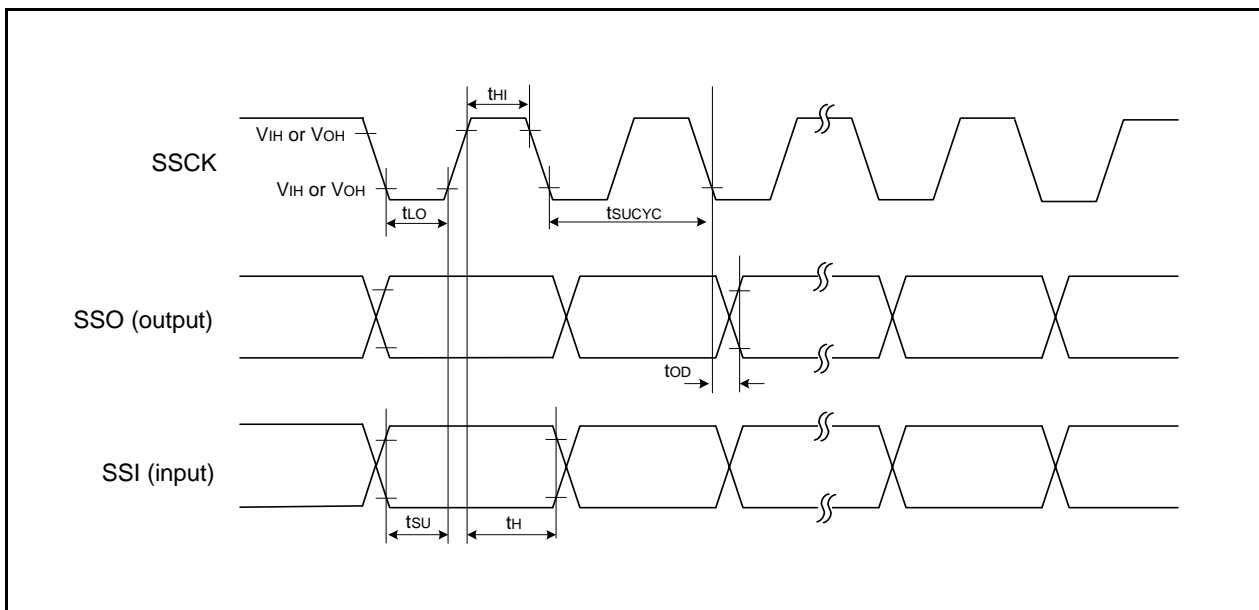 tHI
VIH or VOH
SSCK
VIH or VOH
tLO
tSUCYC
SSO (output)
tOD
SSI (input)
tSU
tH